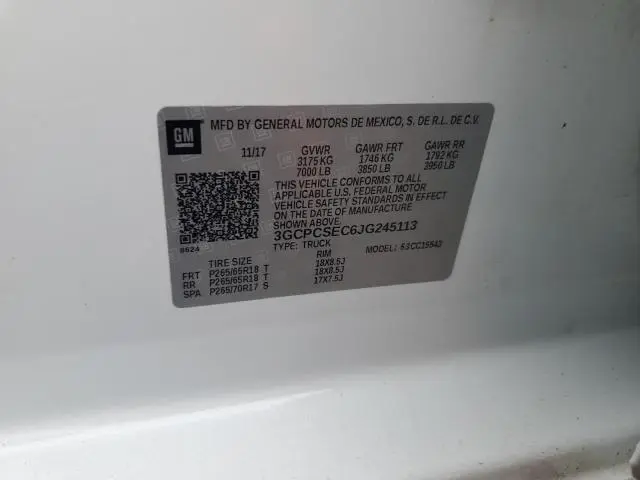 GM
MFD BY GENERAL MOTORS DE MEXICO, S. DE R.L. DE C.V.
11/17 GVWR GAWR FRT GAWR RR
3175 KG 1746 KG 1792 KG
7000 LB 3850 LB 3950 LB
THIS VEHICLE CONFORMS TO ALL
APPLICABLE U.S. FEDERAL MOTOR
VEHICLE SAFETY STANDARDS IN EFFECT
ON THE DATE OF MANUFACTURE
SHOWN ABOVE.
3GCPCSEC6JG245113
TYPE: TRUCK MODEL:
8624
TIRE SIZE RIM
FRT P265/65R18 T 18X8.5J
RR P265/65R18 T 18X8.5J
SPA P265/70R17 S 17X7.5J